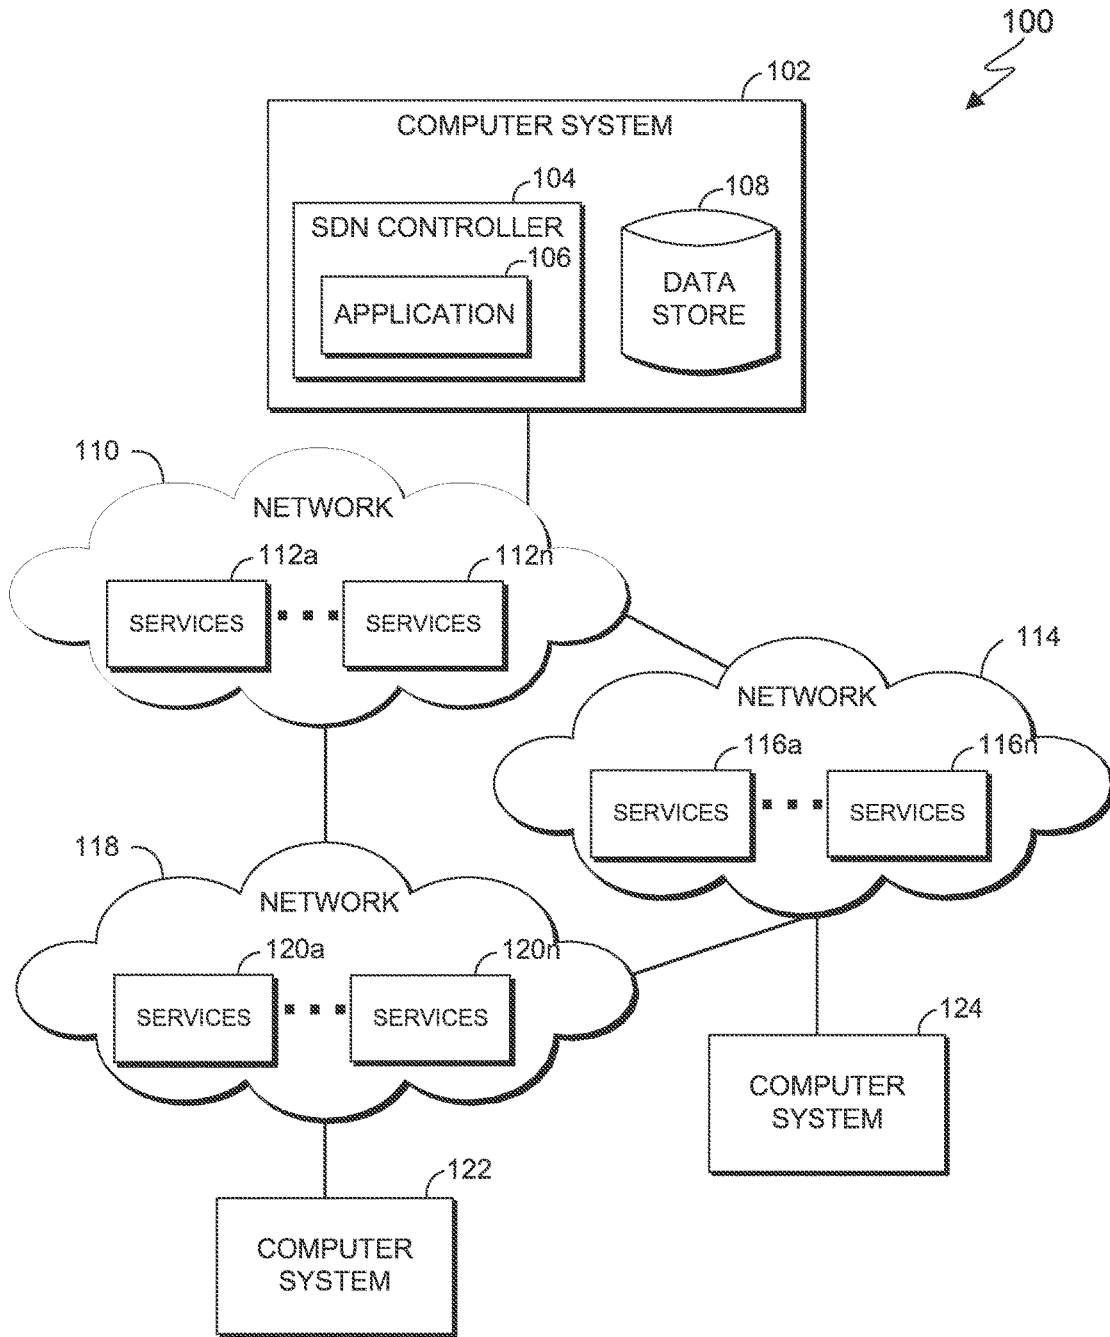 100
102
COMPUTER SYSTEM
104
108
SDN CONTROLLER
106
APPLICATION
DATA
STORE
110
NETWORK
112a
112n
SERVICES
SERVICES
114
NETWORK
116a
116n
SERVICES
SERVICES
118
NETWORK
120a
120n
SERVICES
SERVICES
124
COMPUTER
SYSTEM
122
COMPUTER
SYSTEM